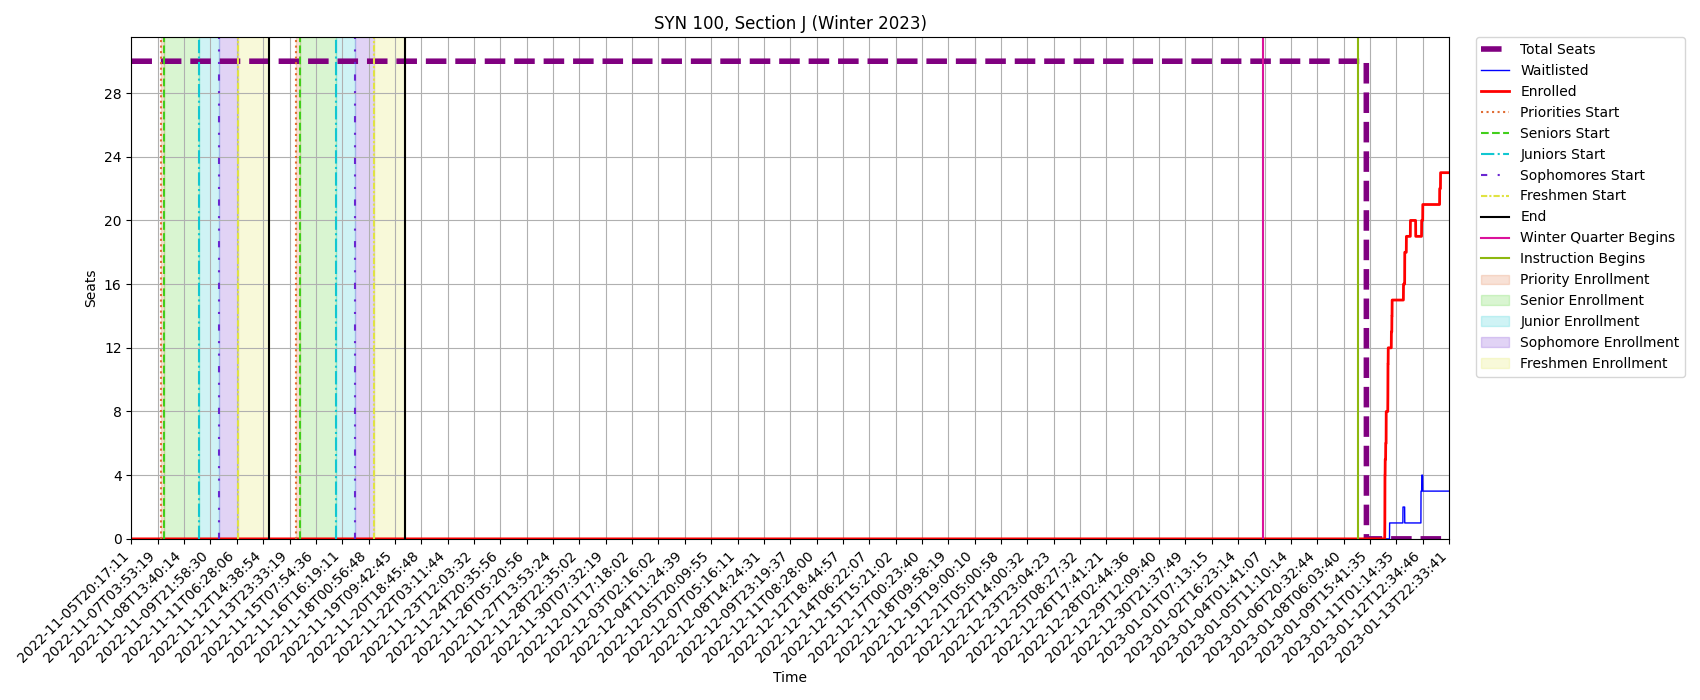 SYN 100, Section J (Winter 2023)
Total Seats
Waitlisted
Enrolled
Priorities Start
Seniors Start
Juniors Start
Sophomores Start
Freshmen Start
End
Winter Quarter Begins
Instruction Begins
Priority Enrollment
Senior Enrollment
Junior Enrollment
Sophomore Enrollment
Freshmen Enrollment
Seats
28
24
20
16
12
8
4
0
2022-11-05T20:17:11
2022-11-07T03:53:19
2022-11-08T13:40:14
2022-11-09T21:58:30
2022-11-11T06:28:06
2022-11-12T14:38:54
2022-11-13T23:33:19
2022-11-15T07:54:36
2022-11-16T16:19:11
2022-11-18T00:56:48
2022-11-19T09:42:45
2022-11-20T18:45:48
2022-11-22T03:11:44
2022-11-23T12:03:32
2022-11-24T20:35:56
2022-11-26T05:20:56
2022-11-27T13:53:24
2022-11-28T22:35:02
2022-11-30T07:32:19
2022-12-01T17:18:02
2022-12-03T02:16:02
2022-12-04T11:24:39
2022-12-05T20:09:55
2022-12-07T05:16:11
2022-12-08T14:24:31
2022-12-09T23:19:37
2022-12-11T08:28:00
2022-12-12T18:44:57
2022-12-14T06:22:07
2022-12-15T15:21:02
2022-12-17T00:23:40
2022-12-18T09:58:19
2022-12-19T19:00:10
2022-12-21T05:00:58
2022-12-22T14:00:32
2022-12-23T23:04:23
2022-12-25T08:27:32
2022-12-26T17:41:21
2022-12-28T02:44:36
2022-12-29T12:09:40
2022-12-30T21:37:49
2023-01-01T07:13:15
2023-01-02T16:23:14
2023-01-04T01:41:07
2023-01-05T11:10:14
2023-01-06T20:32:44
2023-01-08T06:03:40
2023-01-09T15:41:35
2023-01-11T01:14:35
2023-01-12T12:34:46
2023-01-13T22:33:41
Time